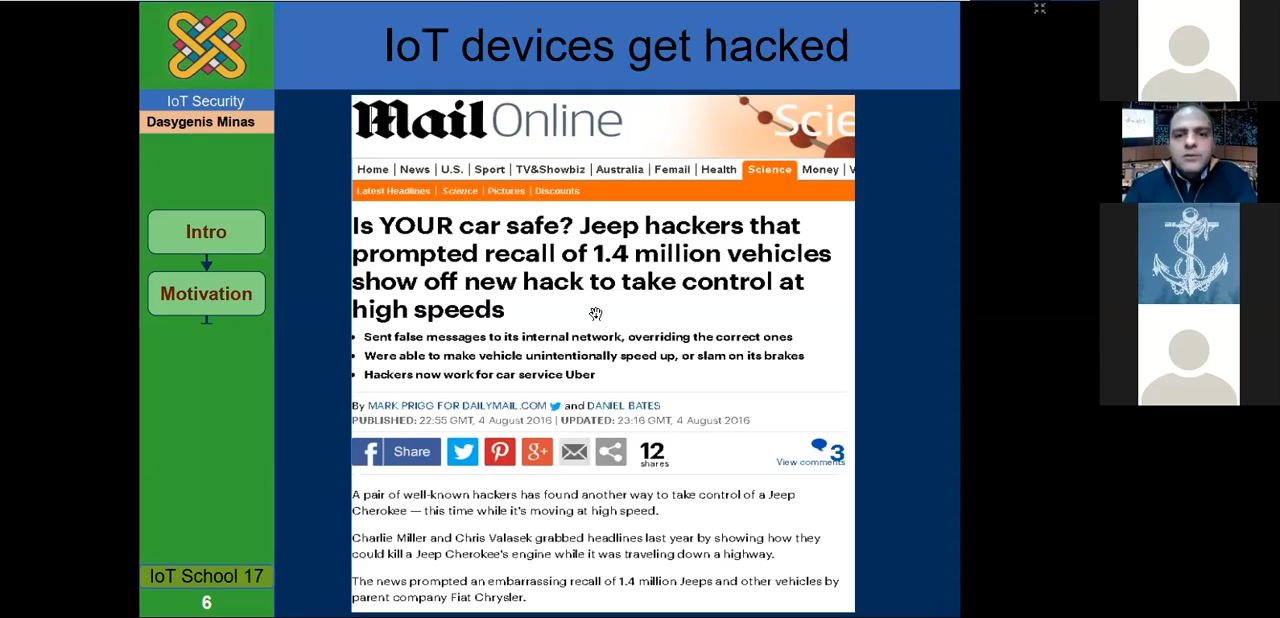 IoT devices get hacked
IoT Security
Dasygenis Minas
Intro
Motivation
IoT School 17
6
Mail Online
Scie
Home | News | U.S. | Sport | TV&Showbiz | Australia | Femail | Health | Science | Money | V
Latest Headlines | Science | Pictures | Discounts
Is YOUR car safe? Jeep hackers that
prompted recall of 1.4 million vehicles
show off new hack to take control at
high speeds
• Sent false messages to its internal network, overriding the correct ones
• Were able to make vehicle unintentionally speed up, or slam on its brakes
• Hackers now work for car service Uber
By MARK PRIGG FOR DAILYMAIL.COM and DANIEL BATES
PUBLISHED: 22:55 GMT, 4 August 2016 | UPDATED: 23:16 GMT, 4 August 2016
f Share
g+
12
shares
3
View comments
A pair of well-known hackers has found another way to take control of a Jeep
Cherokee — this time while it's moving at high speed.
Charlie Miller and Chris Valasek grabbed headlines last year by showing how they
could kill a Jeep Cherokee's engine while it was traveling down a highway.
The news prompted an embarrassing recall of 1.4 million Jeeps and other vehicles by
parent company Fiat Chrysler.